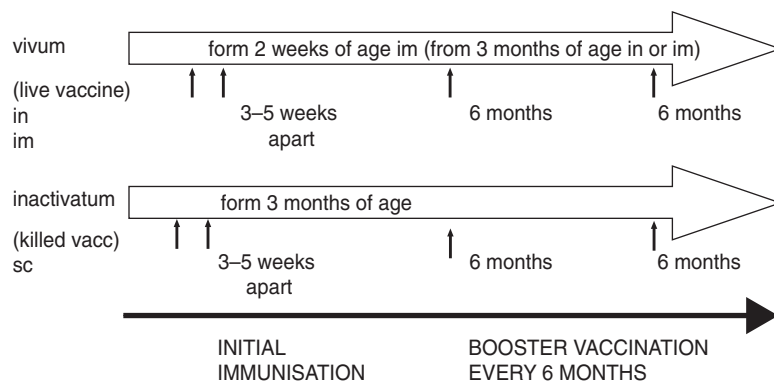 vivum
form 2 weeks of age im (from 3 months of age in or im)
(live vaccine)
in
im
3–5 weeks
apart
6 months
6 months
inactivatum
form 3 months of age
(killed vacc)
sc
3–5 weeks
apart
6 months
6 months
INITIAL
IMMUNISATION
BOOSTER VACCINATION
EVERY 6 MONTHS